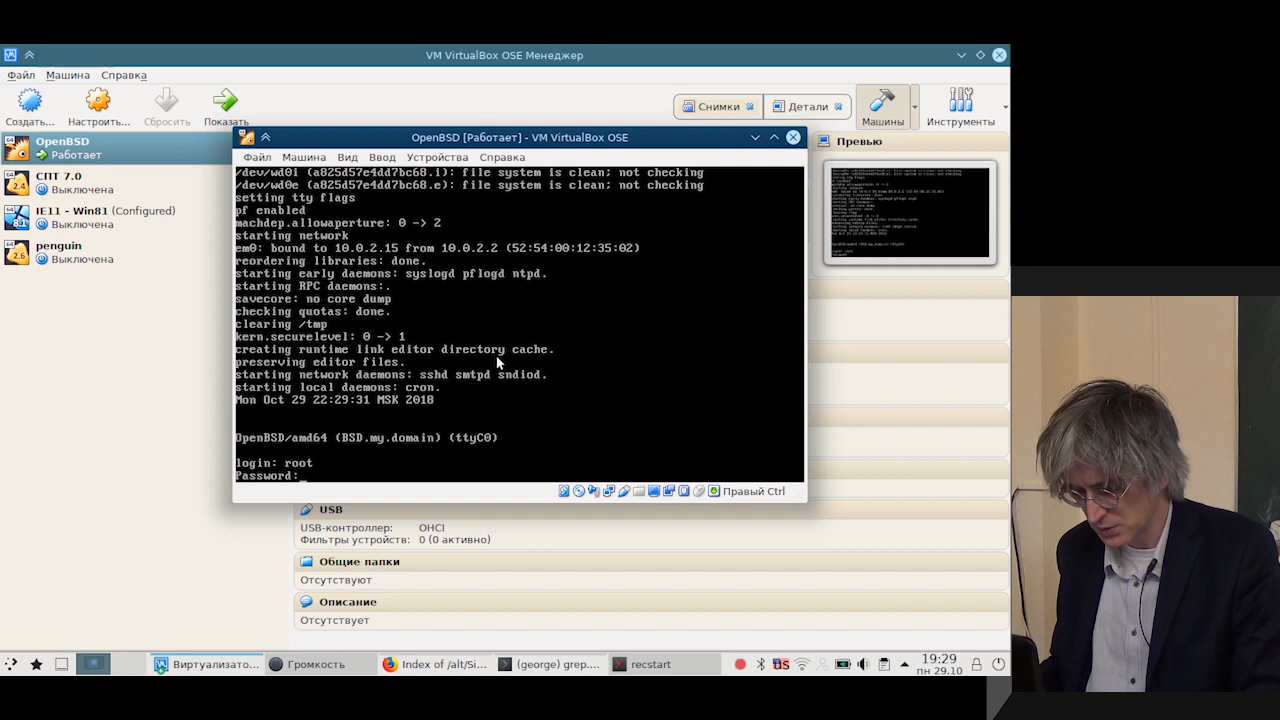 VM VirtualBox OSE Менеджер
Файл Машина Справка
Создать... Настроить... Сбросить Показать
Снимки Детали Машины Инструменты
OpenBSD
Работает
СПТ 7.0
Выключена
IE11 - Win81 (Configured)
Выключена
penguin
Выключена
Превью
OpenBSD [Работает] - VM VirtualBox OSE
Файл Машина Вид Ввод Устройства Справка
/dev/wd0i (a825d57e4dd7bc68.i): file system is clean; not checking
/dev/wd0e (a825d57e4dd7bc68.e): file system is clean; not checking
setting tty flags
pf enabled
machdep.allowaperture: 0 -> 2
starting network
em0: bound to 10.0.2.15 from 10.0.2.2 (52:54:00:12:35:02)
reordering libraries: done.
starting early daemons: syslogd pflogd ntpd.
starting RPC daemons:.
savecore: no core dump
checking quotas: done.
clearing /tmp
kern.securelevel: 0 -> 1
creating runtime link editor directory cache.
preserving editor files.
starting network daemons: sshd smtpd sndiod.
starting local daemons: cron.
Mon Oct 29 22:29:31 MSK 2018
OpenBSD/amd64 (BSD.my.domain) (ttyC0)
login: root
Password:
Правый Ctrl
USB
USB-контроллер: OHCI
Фильтры устройств: 0 (0 активно)
Общие папки
Отсутствуют
Описание
Отсутствует
Виртуализато... Громкость Index of /alt/Si... (george) grep.... recstart
US
19:29
пн 29.10